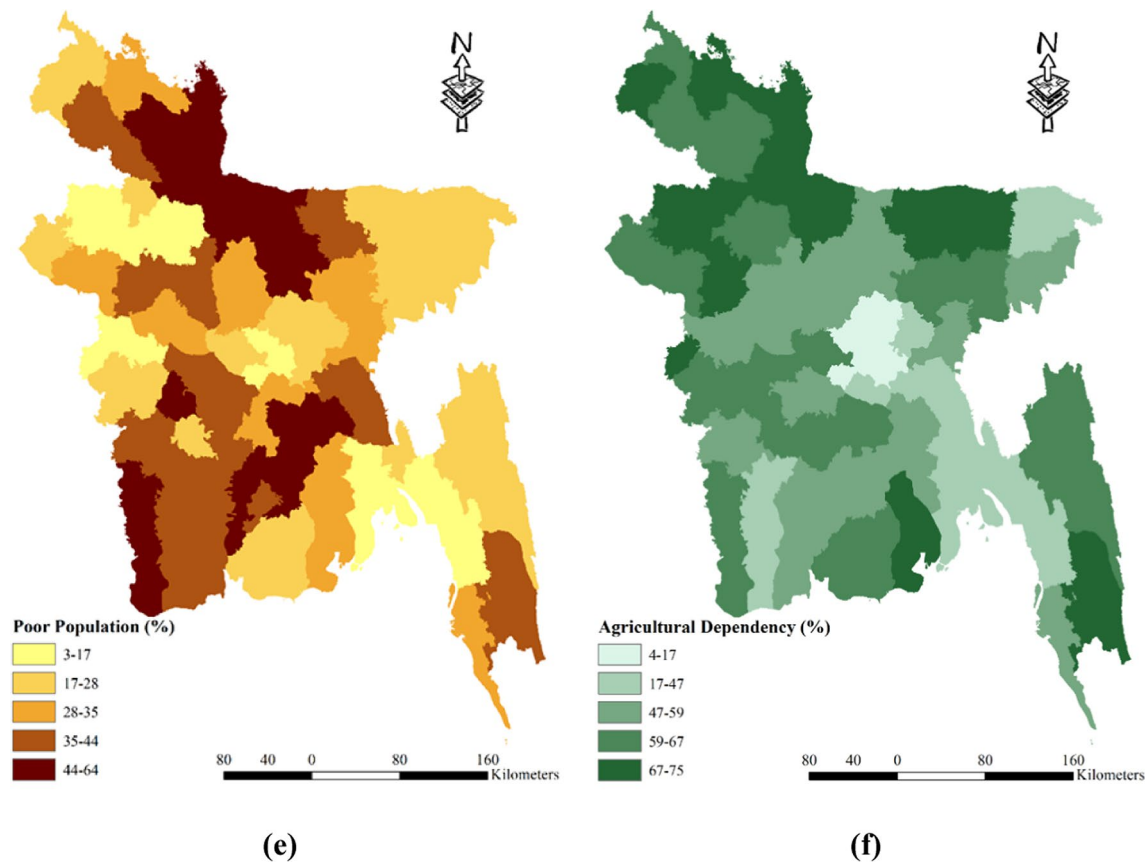 N
Poor Population (%)
3-17
17-28
28-35
35-44
44-64
80 40 0 80 160
Kilometers
(e)
N
Agricultural Dependency (%)
4-17
17-47
47-59
59-67
67-75
80 40 0 80 160
Kilometers
(f)